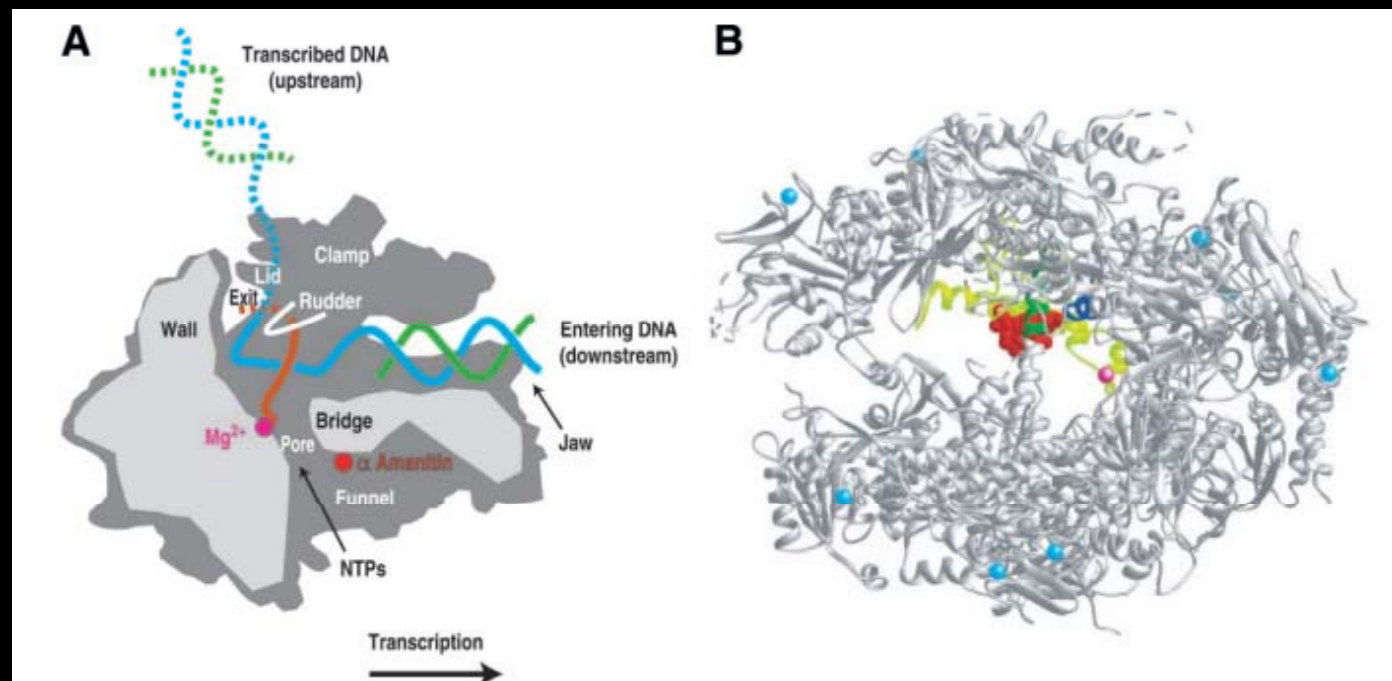 A
Transcribed DNA
(upstream)
Clamp
Lid
Exit
Rudder
Wall
Entering DNA
(downstream)
Bridge
Mg2+
Pore
Jaw
α Amanitin
Funnel
NTPs
Transcription
B